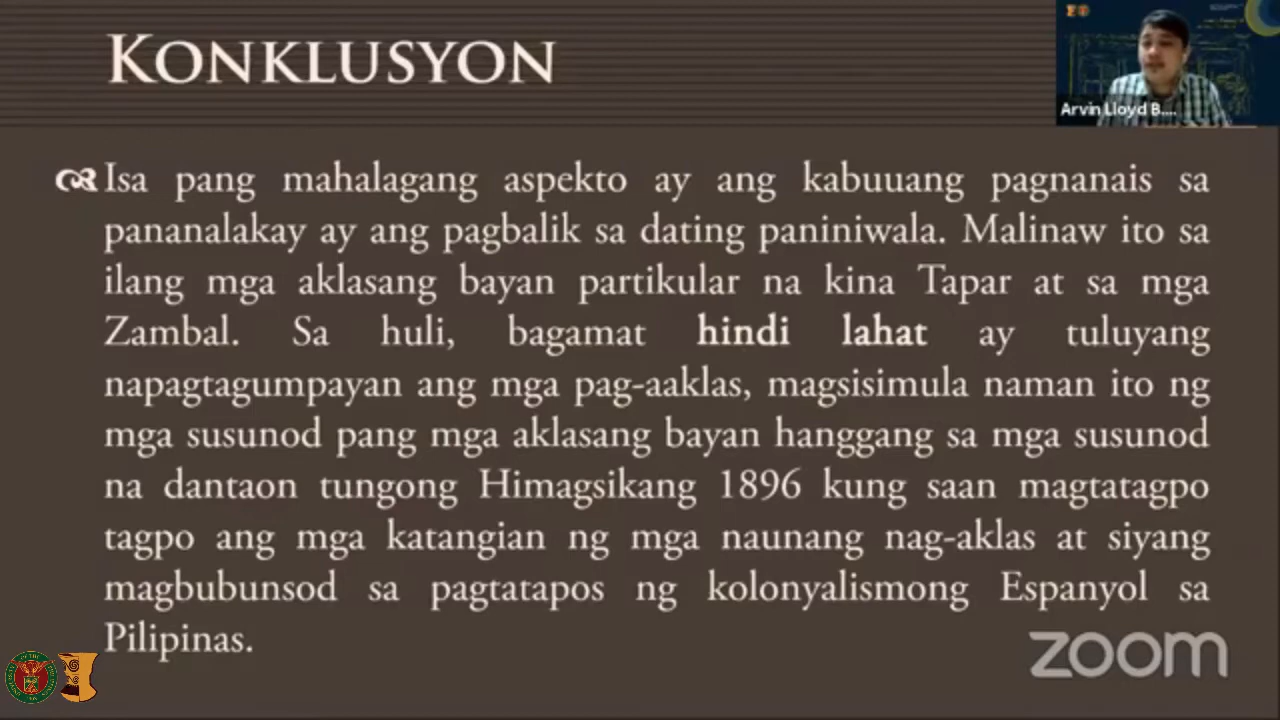 KONKLUSYON
Arvin Lloyd B....
Isa pang mahalagang aspekto ay ang kabuuang pagnanais sa
pananalakay ay ang pagbalik sa dating paniniwala. Malinaw ito sa
ilang mga aklasang bayan partikular na kina Tapar at sa mga
Zambal. Sa huli, bagamat hindi lahat ay tuluyang
napagtagumpayan ang mga pag-aaklas, magsisimula naman ito ng
mga susunod pang mga aklasang bayan hanggang sa mga susunod
na dantaon tungong Himagsikang 1896 kung saan magtatagpo
tagpo ang mga katangian ng mga naunang nag-aklas at siyang
magbubunsod sa pagtatapos ng kolonyalismong Espanyol sa
Pilipinas.
zoom